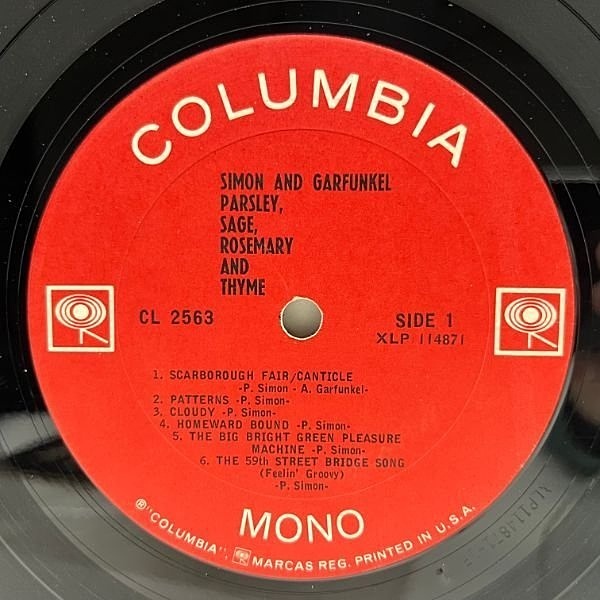 COLUMBIA
SIMON AND GARFUNKEL
PARSLEY,
SAGE,
ROSEMARY
AND
THYME
CL 2563
SIDE 1
XLP 114871
1. SCARBOROUGH FAIR/CANTICLE
-P. Simon - A. Garfunkel-
2. PATTERNS -P. Simon-
3. CLOUDY -P. Simon-
4. HOMEWARD BOUND -P. Simon-
5. THE BIG BRIGHT GREEN PLEASURE
MACHINE -P. Simon-
6. THE 59th STREET BRIDGE SONG
(Feelin' Groovy)
-P. Simon-
MONO
®"COLUMBIA", MARCAS REG. PRINTED IN U.S.A.